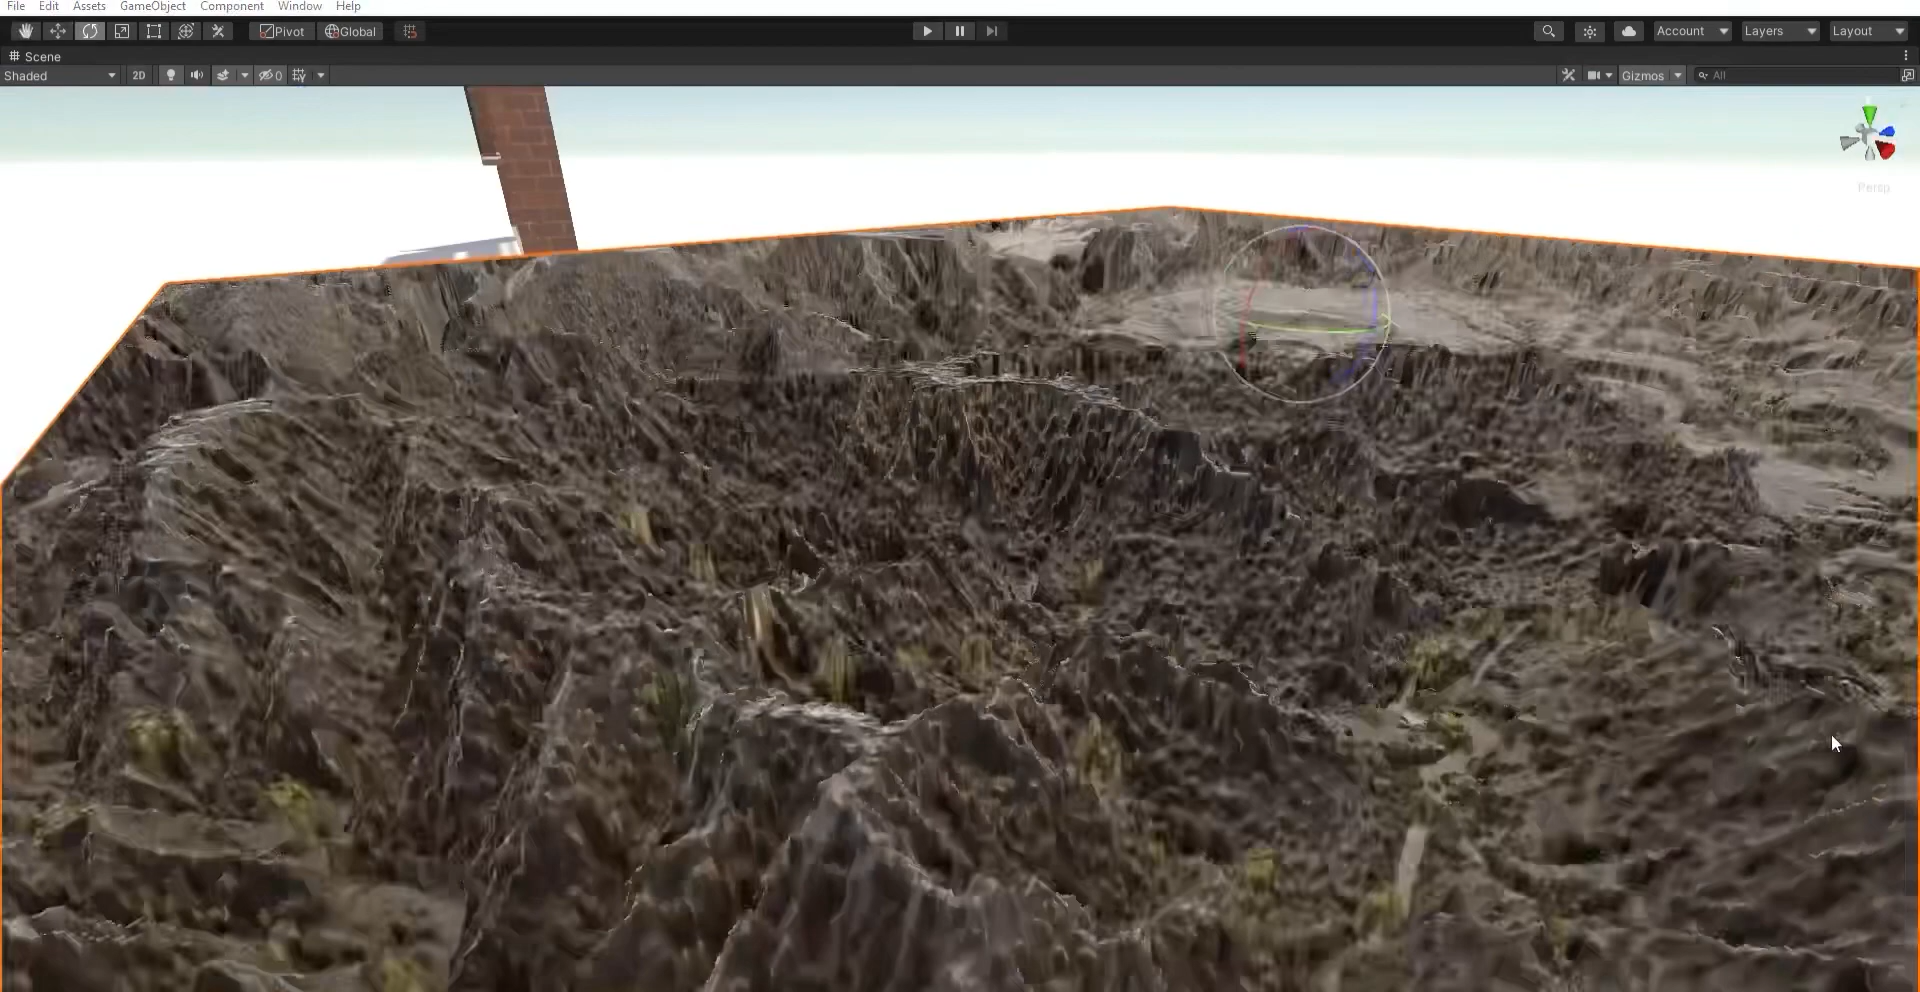 File Edit Assets GameObject Component Window Help
Pivot Global Account Layers Layout
Scene
Shaded 2D 0 Gizmos All
Persp